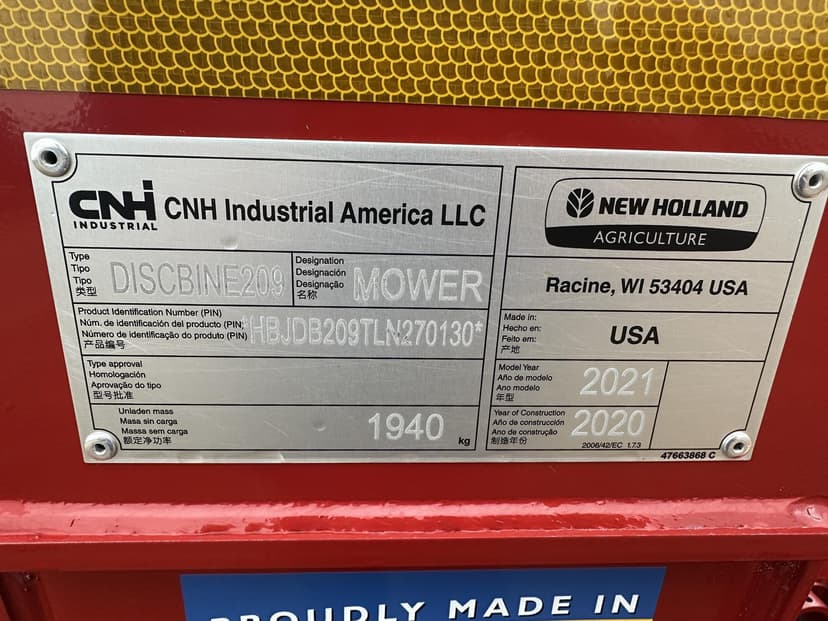 CNH
INDUSTRIAL
CNH Industrial America LLC
NEW HOLLAND
AGRICULTURE
Racine, WI 53404 USA
Type
Tipo
Tipo
类型
DISCBINE209
Designation
Designación
Designação
名称
MOWER
Made in:
Hecho en:
Feito em:
产地
USA
Product Identification Number (PIN)
Núm. de identificación del producto (PIN)
Número de identificação do produto (PIN)
产品编号
*HBJDB209TLN270130*
Type approval
Homologación
Aprovação do tipo
型号批准
Model Year
Año de modelo
Ano modelo
年型
2021
Unladen mass
Masa sin carga
Massa sem carga
额定净功率
1940
kg
Year of Construction
Año de construcción
Ano de construção
制造年份
2020
2006/42/EC 1.7.3
47663868 C
PROUDLY MADE IN